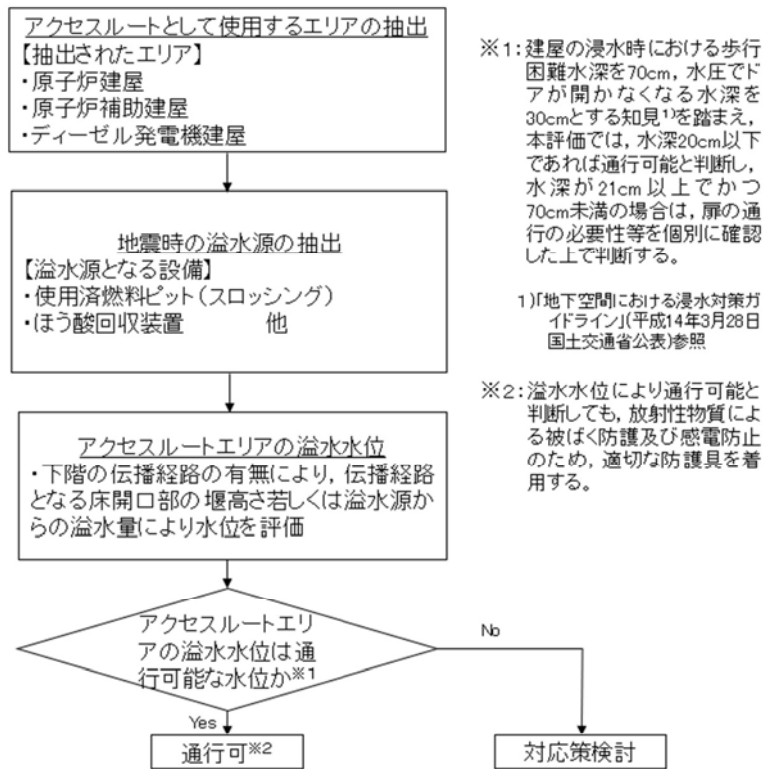 アクセスルートとして使用するエリアの抽出
【抽出されたエリア】
・原子炉建屋
・原子炉補助建屋
・ディーゼル発電機建屋
地震時の溢水源の抽出
【溢水源となる設備】
・使用済燃料ピット(スロッシング)
・ほう酸回収装置 他
アクセスルートエリアの溢水水位
・下階の伝播経路の有無により,伝播経路
となる床開口部の堰高さ若しくは溢水源か
らの溢水量により水位を評価
アクセスルートエリ
アの溢水水位は通
行可能な水位か※1
No
Yes
通行可※2
対応策検討
※1:建屋の浸水時における歩行
困難水深を70cm,水圧でド
アが開かなくなる水深を
30cmとする知見1)を踏まえ,
本評価では,水深20cm以下
であれば通行可能と判断し,
水深が21cm以上でかつ
70cm未満の場合は,扉の通
行の必要性等を個別に確認
した上で判断する。
1)「地下空間における浸水対策ガ
イドライン」(平成14年3月28日
国土交通省公表)参照
※2:溢水水位により通行可能と
判断しても,放射性物質によ
る被ばく防護及び感電防止
のため,適切な防護具を着
用する。